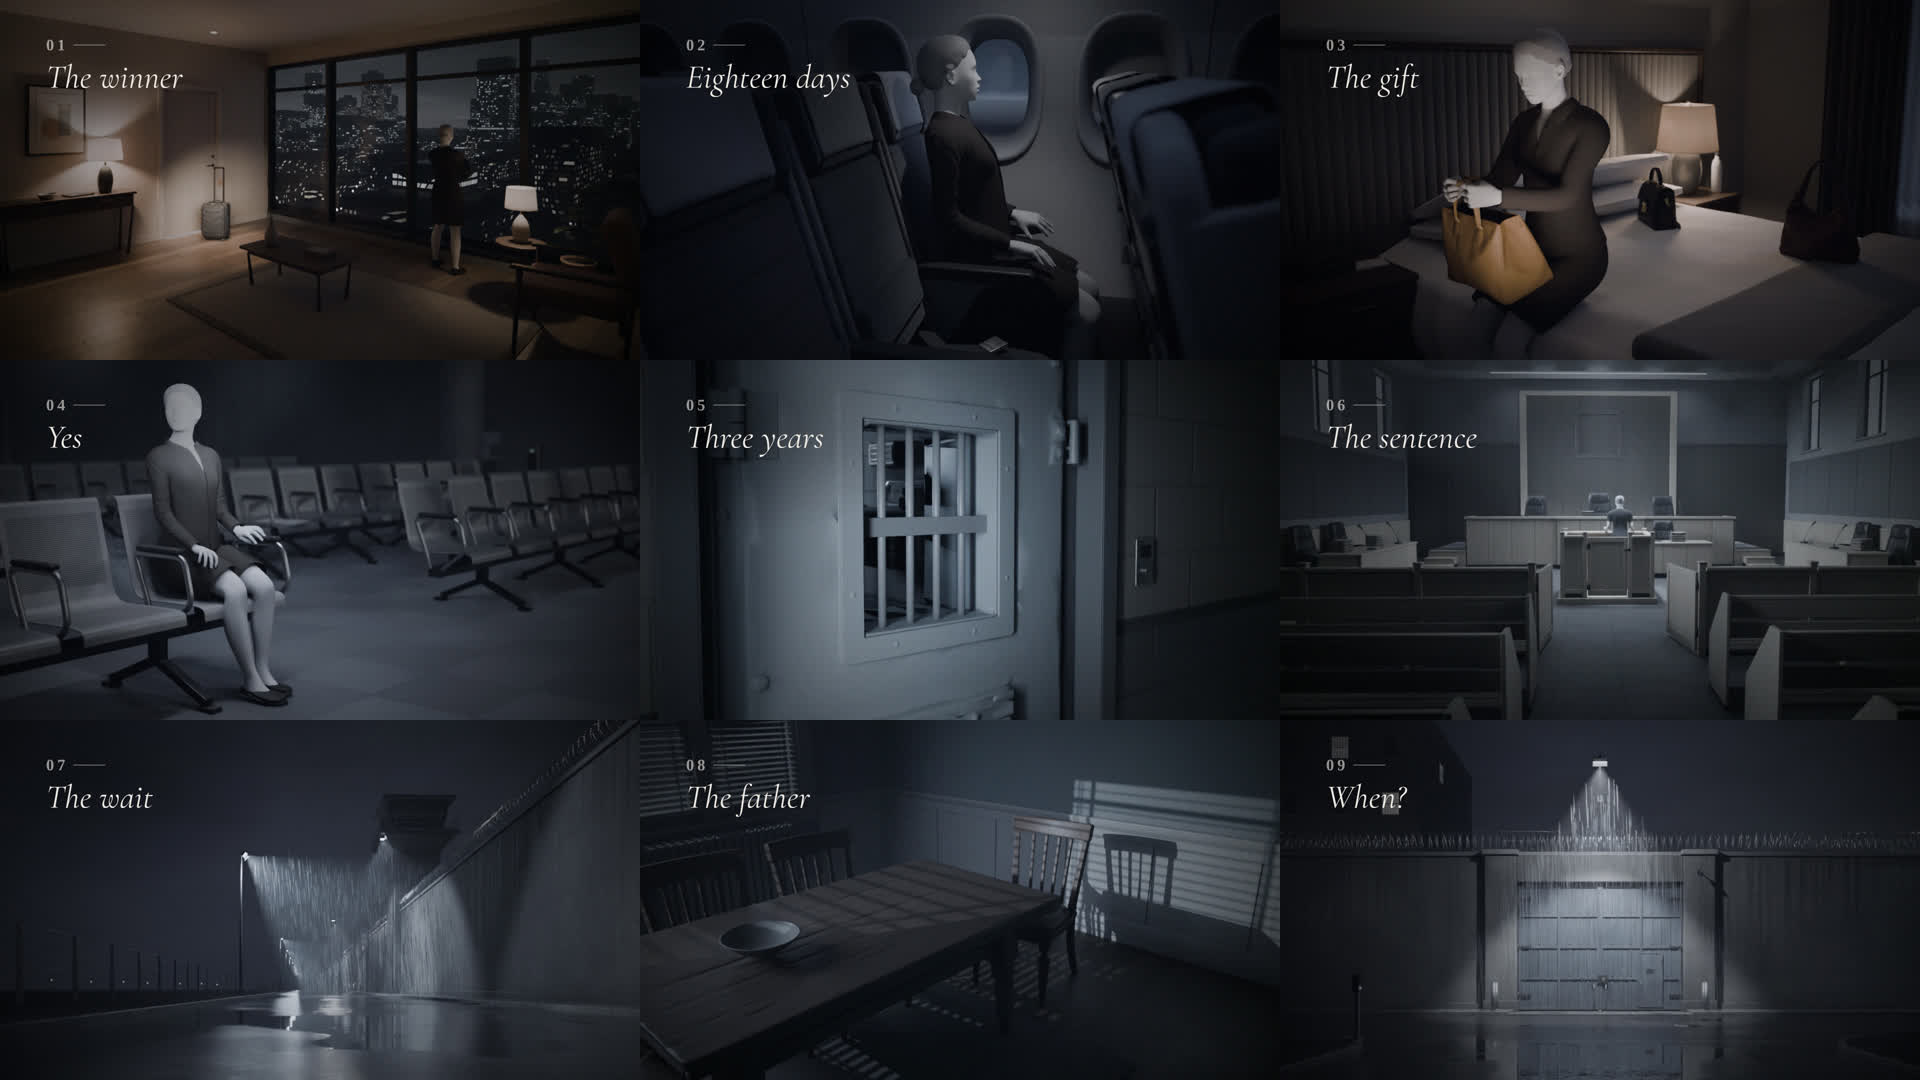 01
The winner
02
Eighteen days
03
The gift
04
Yes
05
Three years
06
The sentence
07
The wait
08
The father
09
When?